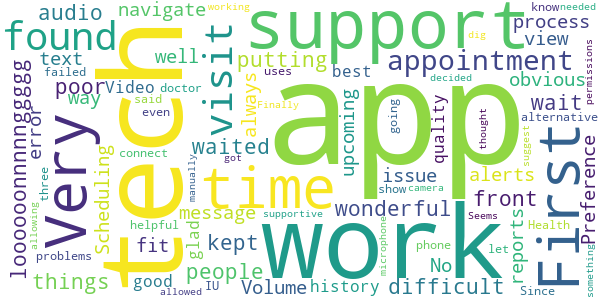 working
audio
navigate
support
know
needed
found
tech
visit
process
text
well
putting
appointment
view
failed
poor
Video
doctor
uses
best
obvious
permissions
way
said
always
Finally
app
dig
decided
loooooonnnnnggggg
error
very
even
waited
upcoming
going
quality
thought
wait
alternative
First
Preference
three
Scheduling
connect
got
manually
time
issue
show
camera
alerts
suggest
message
wonderful
front
allowing
helpful
fit
glad
kept
supportive
work
microphone
Seems
reports
Health
problems
people
No
phone
let
things
good
allowed
IU
Volume
history
difficult
Since
something